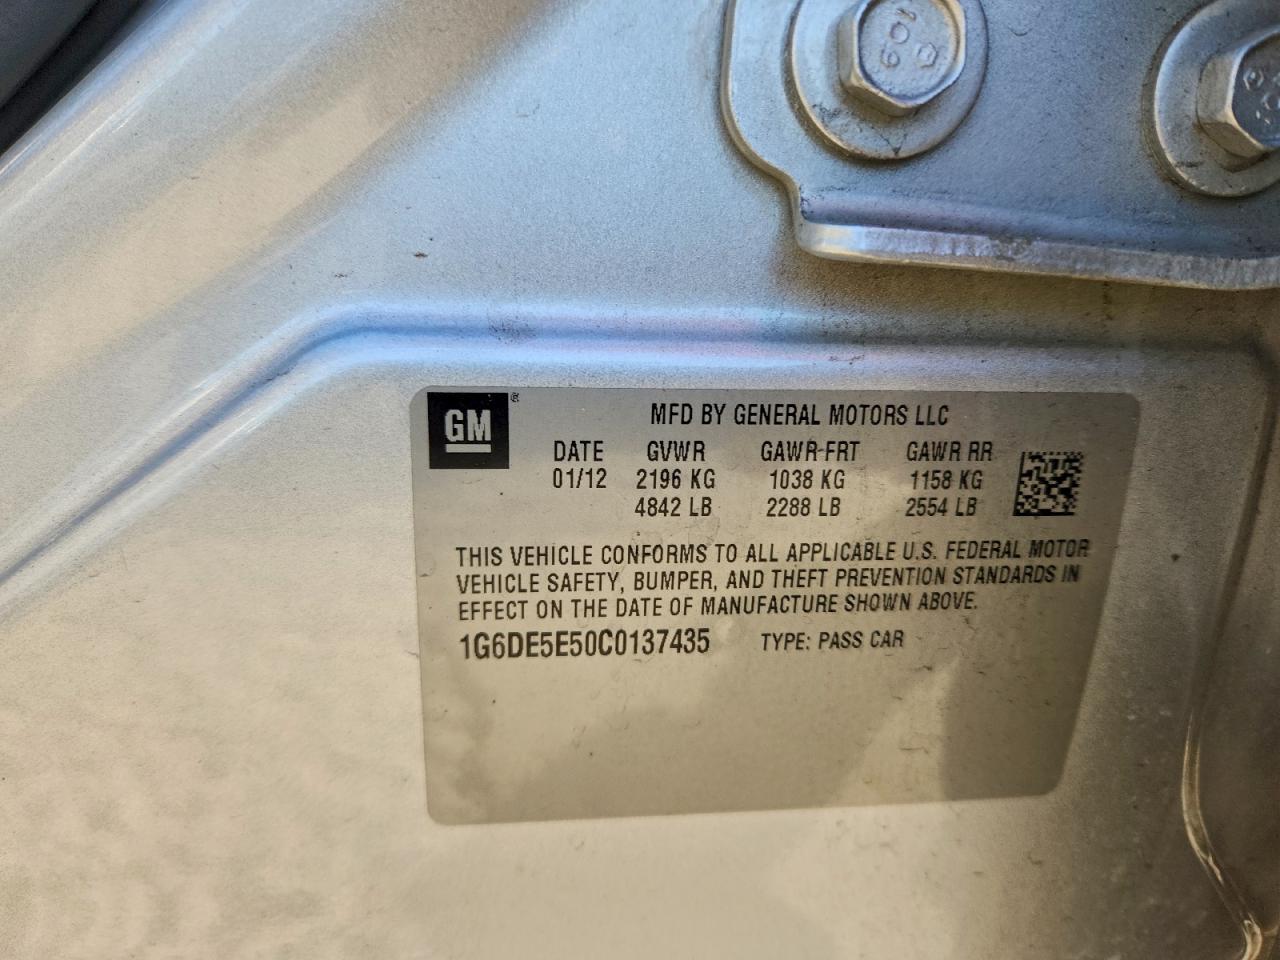 109
GM ®
MFD BY GENERAL MOTORS LLC
DATE GVWR GAWR-FRT GAWR RR
01/12 2196 KG 1038 KG 1158 KG
4842 LB 2288 LB 2554 LB
THIS VEHICLE CONFORMS TO ALL APPLICABLE U.S. FEDERAL MOTOR
VEHICLE SAFETY, BUMPER, AND THEFT PREVENTION STANDARDS IN
EFFECT ON THE DATE OF MANUFACTURE SHOWN ABOVE.
1G6DE5E50C0137435 TYPE: PASS CAR